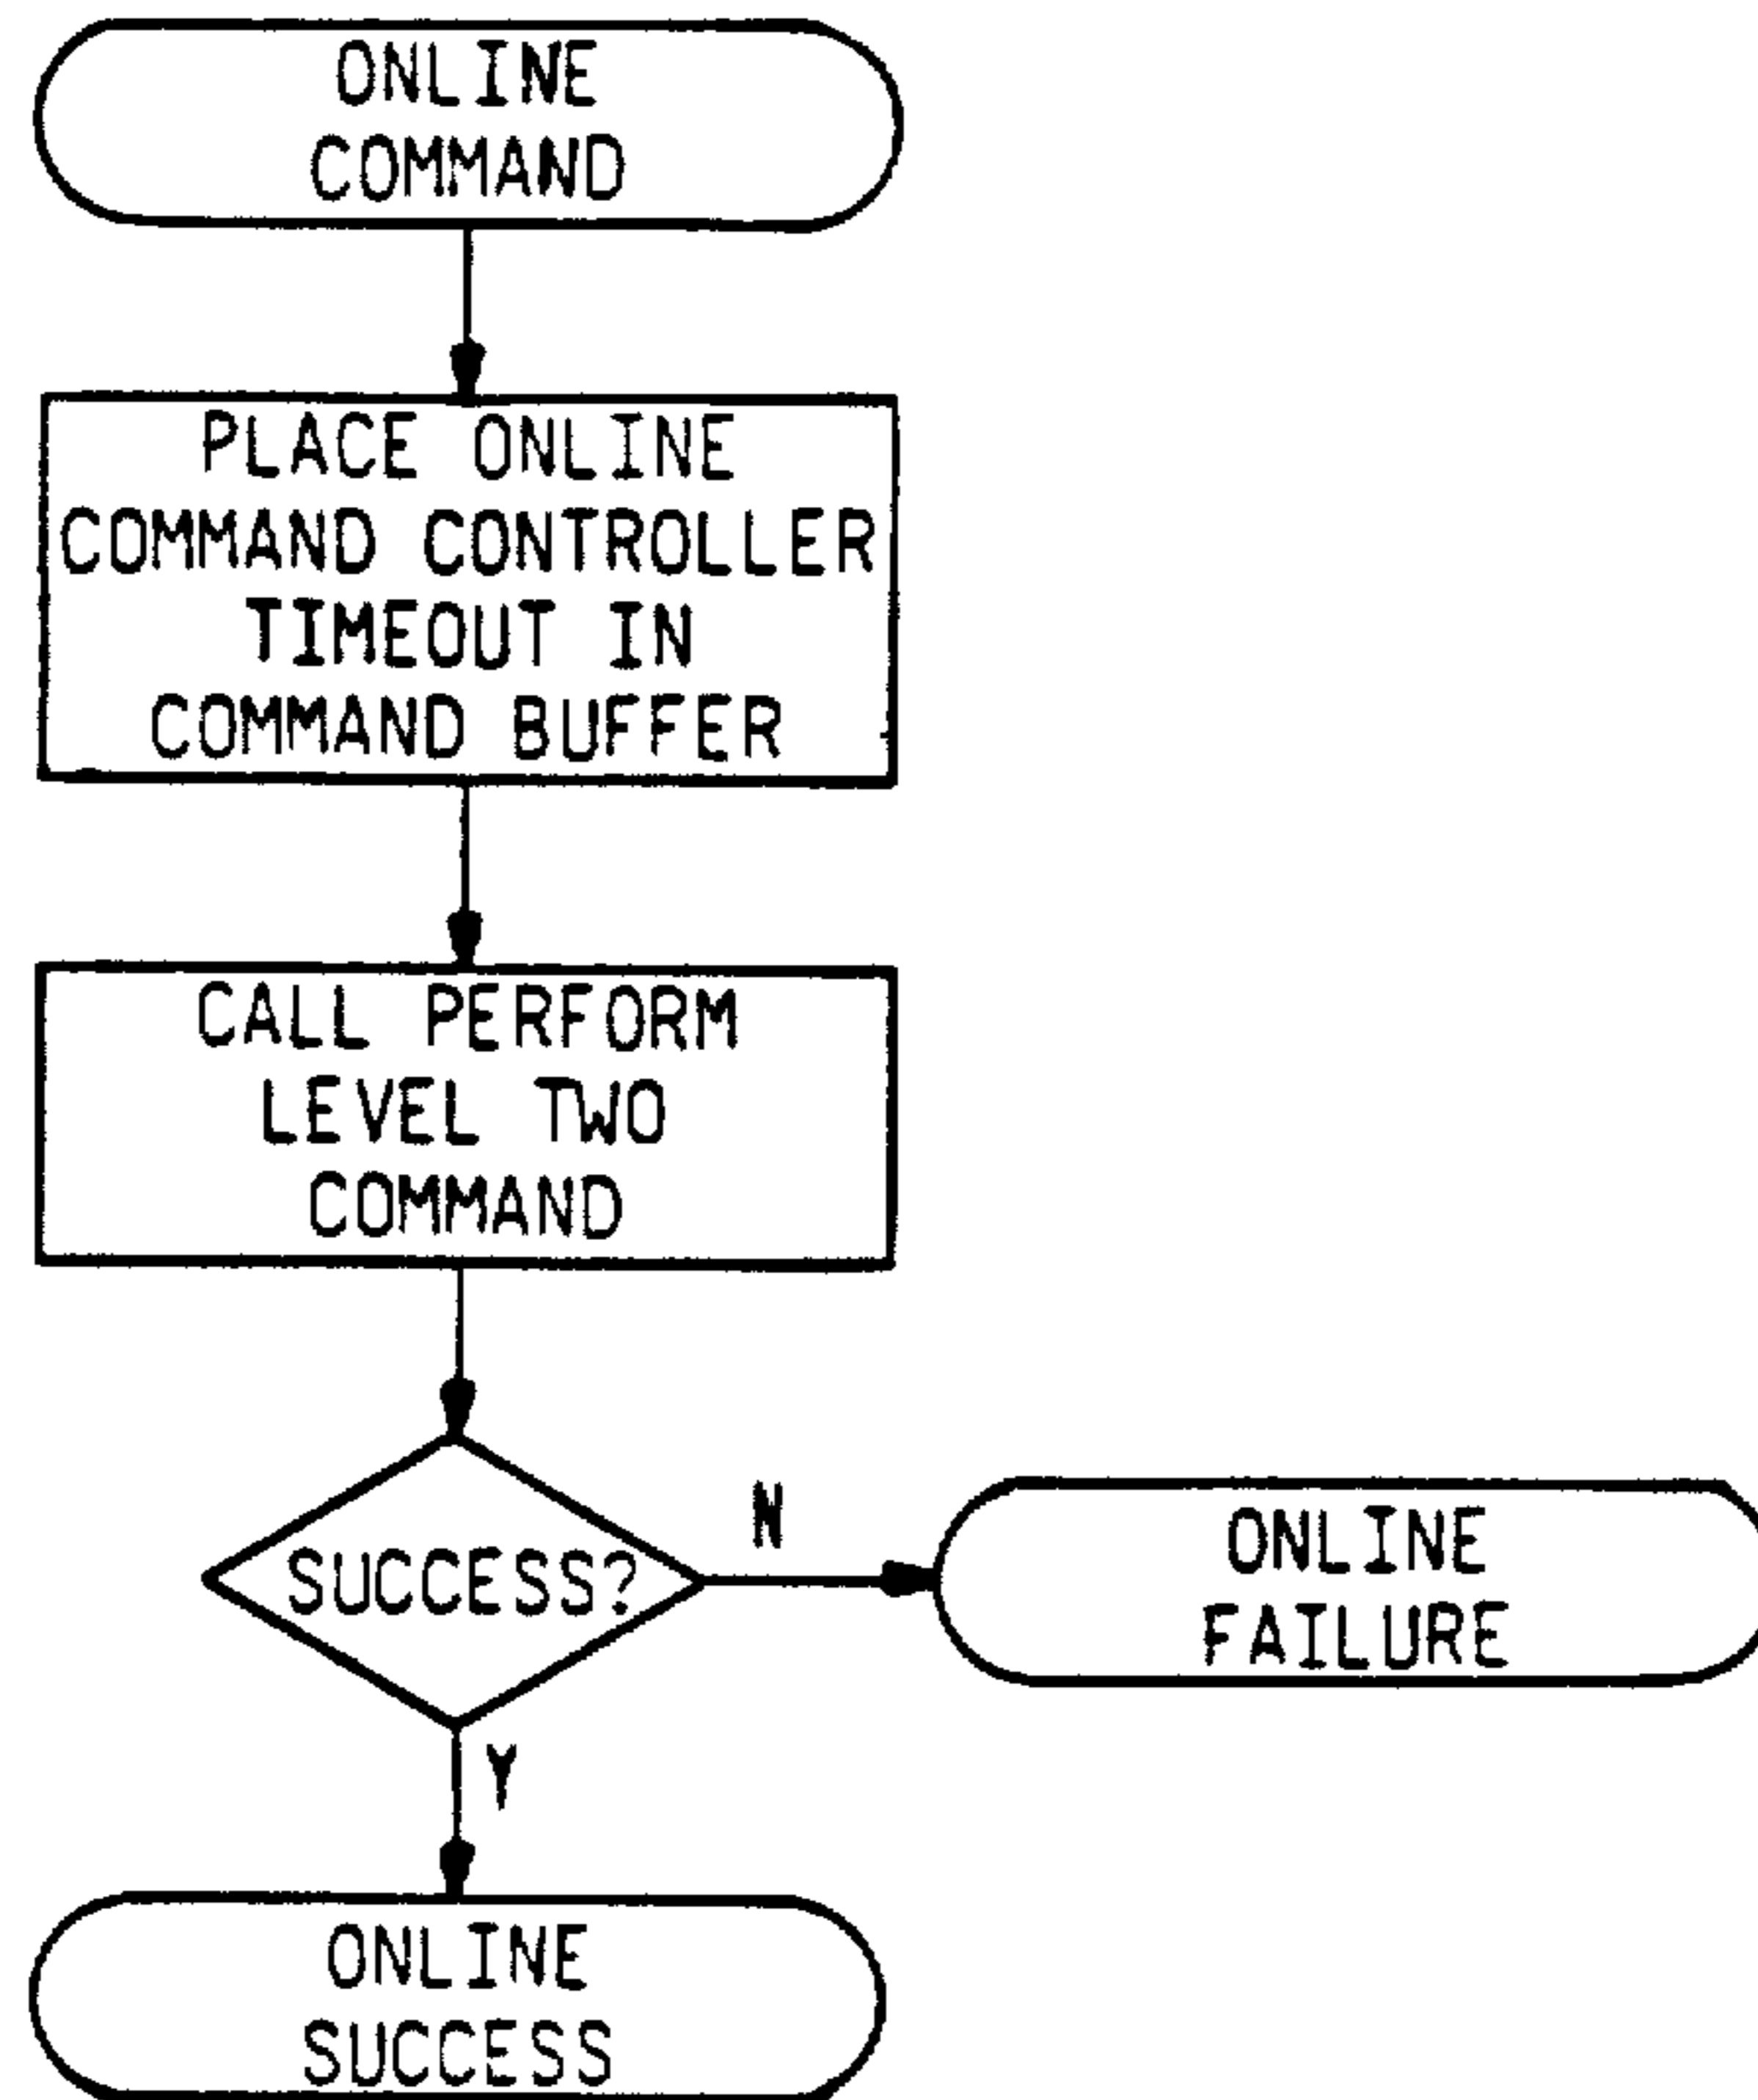 ONLINE
COMMAND
PLACE ONLINE
COMMAND CONTROLLER
TIMEOUT IN
COMMAND BUFFER
CALL PERFORM
LEVEL TWO
COMMAND
SUCCESS?
N
ONLINE
FAILURE
Y
ONLINE
SUCCESS